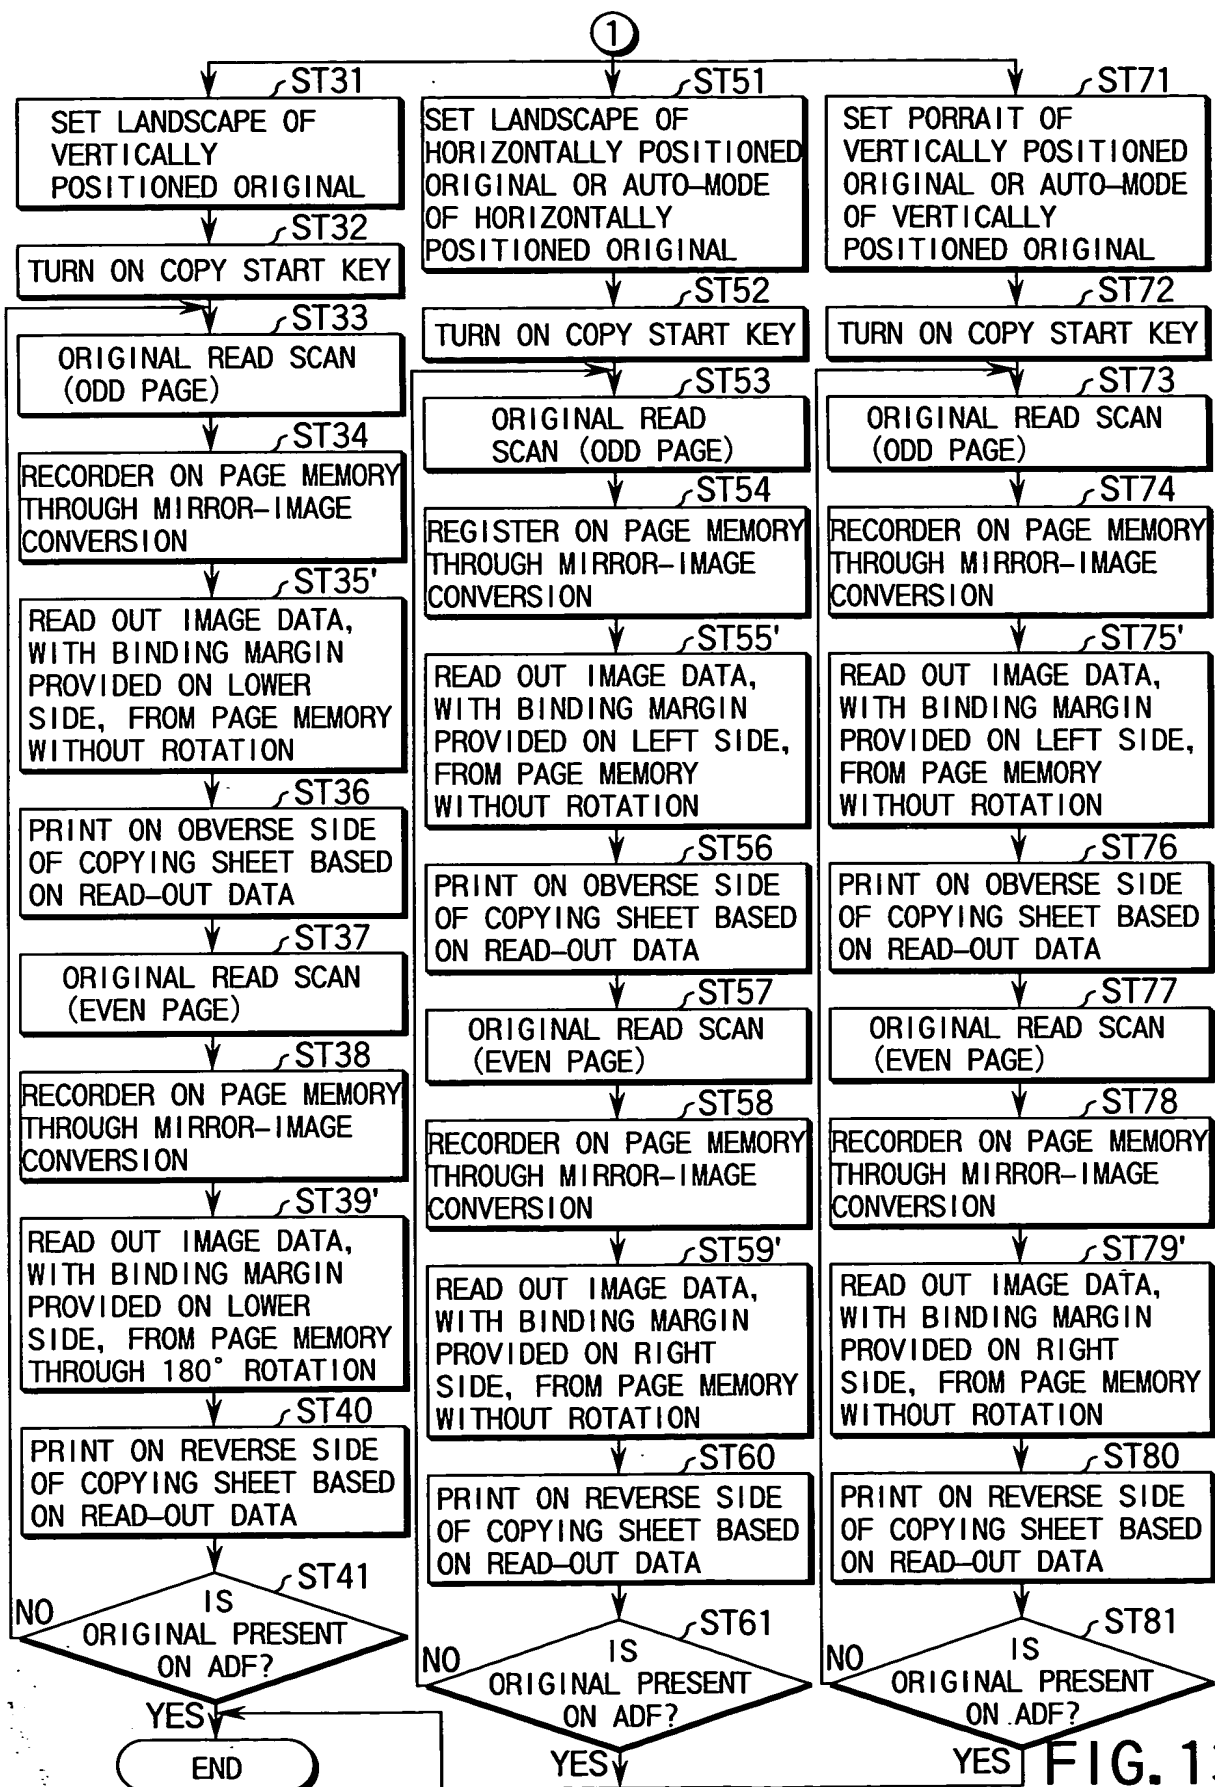 1
ST31
SET LANDSCAPE OF
VERTICALLY
POSITIONED ORIGINAL
ST32
TURN ON COPY START KEY
ST33
ORIGINAL READ SCAN
(ODD PAGE)
ST34
RECORDER ON PAGE MEMORY
THROUGH MIRROR-IMAGE
CONVERSION
ST35'
READ OUT IMAGE DATA,
WITH BINDING MARGIN
PROVIDED ON LOWER
SIDE, FROM PAGE MEMORY
WITHOUT ROTATION
ST36
PRINT ON OBVERSE SIDE
OF COPYING SHEET BASED
ON READ-OUT DATA
ST37
ORIGINAL READ SCAN
(EVEN PAGE)
ST38
RECORDER ON PAGE MEMORY
THROUGH MIRROR-IMAGE
CONVERSION
ST39'
READ OUT IMAGE DATA,
WITH BINDING MARGIN
PROVIDED ON LOWER
SIDE, FROM PAGE MEMORY
THROUGH 180° ROTATION
ST40
PRINT ON REVERSE SIDE
OF COPYING SHEET BASED
ON READ-OUT DATA
ST41
IS
ORIGINAL PRESENT
ON ADF?
NO
YES
END
ST51
SET LANDSCAPE OF
HORIZONTALLY POSITIONED
ORIGINAL OR AUTO-MODE
OF HORIZONTALLY
POSITIONED ORIGINAL
ST52
TURN ON COPY START KEY
ST53
ORIGINAL READ
SCAN (ODD PAGE)
ST54
REGISTER ON PAGE MEMORY
THROUGH MIRROR-IMAGE
CONVERSION
ST55'
READ OUT IMAGE DATA,
WITH BINDING MARGIN
PROVIDED ON LEFT SIDE,
FROM PAGE MEMORY
WITHOUT ROTATION
ST56
PRINT ON OBVERSE SIDE
OF COPYING SHEET BASED
ON READ-OUT DATA
ST57
ORIGINAL READ SCAN
(EVEN PAGE)
ST58
RECORDER ON PAGE MEMORY
THROUGH MIRROR-IMAGE
CONVERSION
ST59'
READ OUT IMAGE DATA,
WITH BINDING MARGIN
PROVIDED ON RIGHT
SIDE, FROM PAGE MEMORY
WITHOUT ROTATION
ST60
PRINT ON REVERSE SIDE
OF COPYING SHEET BASED
ON READ-OUT DATA
ST61
IS
ORIGINAL PRESENT
ON ADF?
NO
YES
ST71
SET PORRAIT OF
VERTICALLY POSITIONED
ORIGINAL OR AUTO-MODE
OF VERTICALLY
POSITIONED ORIGINAL
ST72
TURN ON COPY START KEY
ST73
ORIGINAL READ SCAN
(ODD PAGE)
ST74
RECORDER ON PAGE MEMORY
THROUGH MIRROR-IMAGE
CONVERSION
ST75'
READ OUT IMAGE DATA,
WITH BINDING MARGIN
PROVIDED ON LEFT SIDE,
FROM PAGE MEMORY
WITHOUT ROTATION
ST76
PRINT ON OBVERSE SIDE
OF COPYING SHEET BASED
ON READ-OUT DATA
ST77
ORIGINAL READ SCAN
(EVEN PAGE)
ST78
RECORDER ON PAGE MEMORY
THROUGH MIRROR-IMAGE
CONVERSION
ST79'
READ OUT IMAGE DATA,
WITH BINDING MARGIN
PROVIDED ON RIGHT
SIDE, FROM PAGE MEMORY
WITHOUT ROTATION
ST80
PRINT ON REVERSE SIDE
OF COPYING SHEET BASED
ON READ-OUT DATA
ST81
IS
ORIGINAL PRESENT
ON ADF?
NO
YES
FIG.